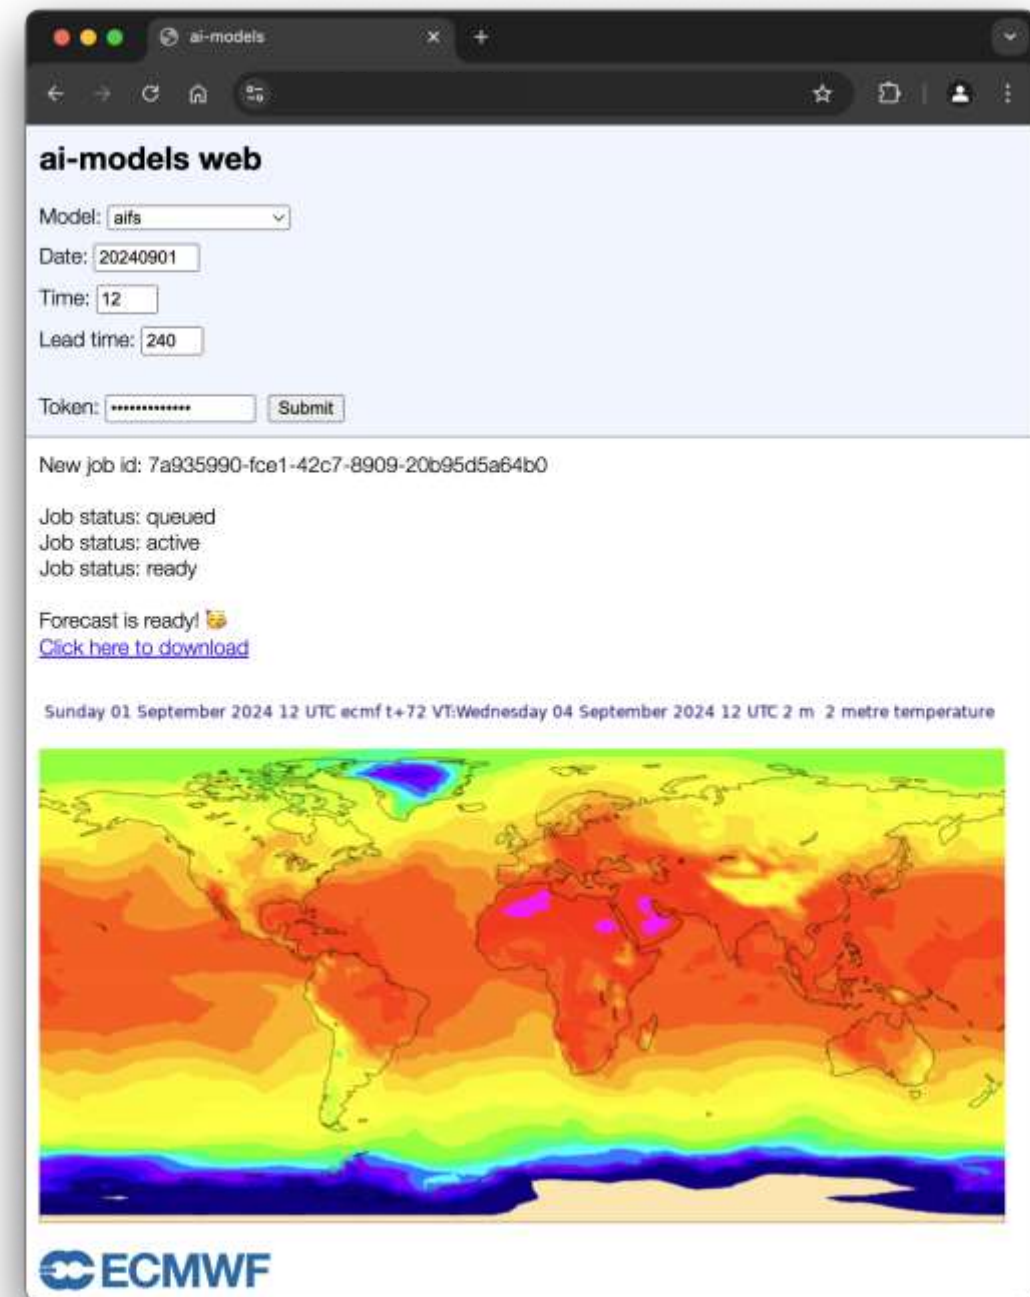 ai-models
ai-models web
Model: aifs
Date: 20240901
Time: 12
Lead time: 240
Token: ••••••••••••• Submit
New job id: 7a935990-fce1-42c7-8909-20b95d5a64b0
Job status: queued
Job status: active
Job status: ready
Forecast is ready! 🥳
Click here to download
Sunday 01 September 2024 12 UTC ecmf t+72 VT:Wednesday 04 September 2024 12 UTC 2 m  2 metre temperature
ECMWF